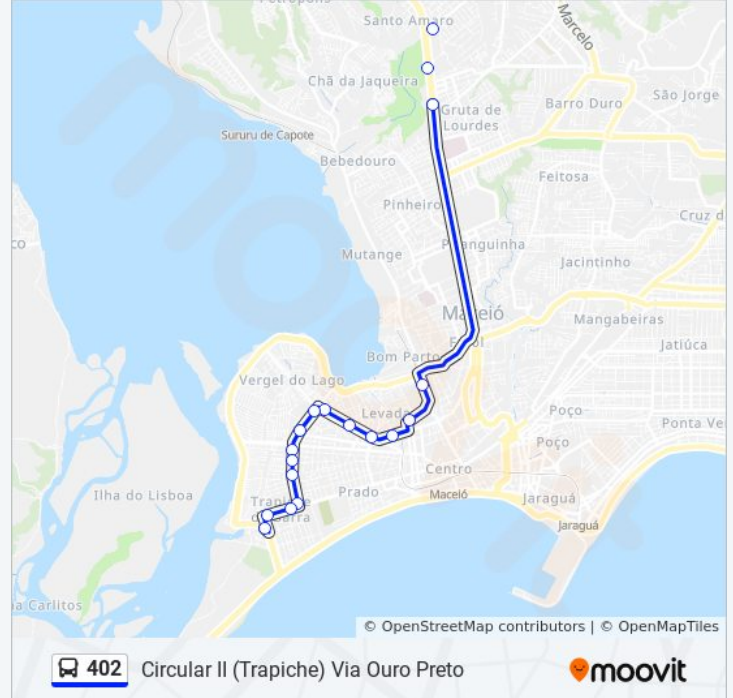 Petrópolis
Santo Amaro
Marcelo
Chã da Jaqueira
São Jorge
Gruta de
Lourdes
Barro Duro
Sururu de Capote
Bebedouro
Feitosa
Pinheiro
Cruz d
Pitanguinha
Mutange
Jacintinho
Maceió
Mangabeiras
Farol
Bom Parto
Jatiúca
Vergel do Lago
Levada
Poço
Ponta Ve
Poço
Centro
Ilha do Lisboa
Prado
Maceló
Jaraguá
Trapiche
da Barra
Jaraguá
a Carlitos
© OpenStreetMap contributors | © OpenMapTiles
402 Circular II (Trapiche) Via Ouro Preto
moovit